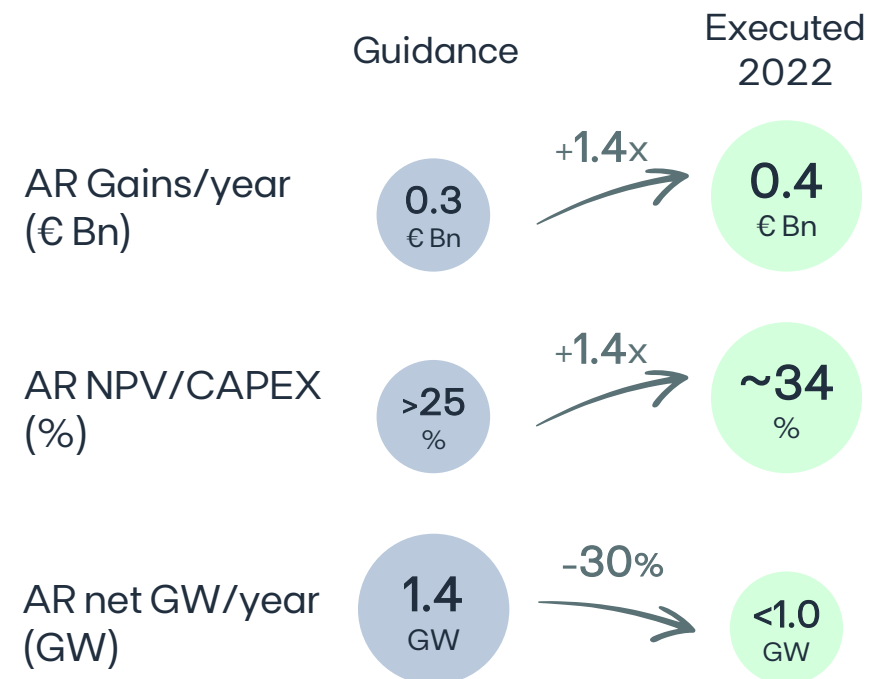 Guidance
Executed
2022
AR Gains/year
(€ Bn)
0.3
€ Bn
+1.4x
0.4
€ Bn
AR NPV/CAPEX
(%)
>25
%
+1.4x
~34
%
AR net GW/year
(GW)
1.4
GW
-30%
<1.0
GW